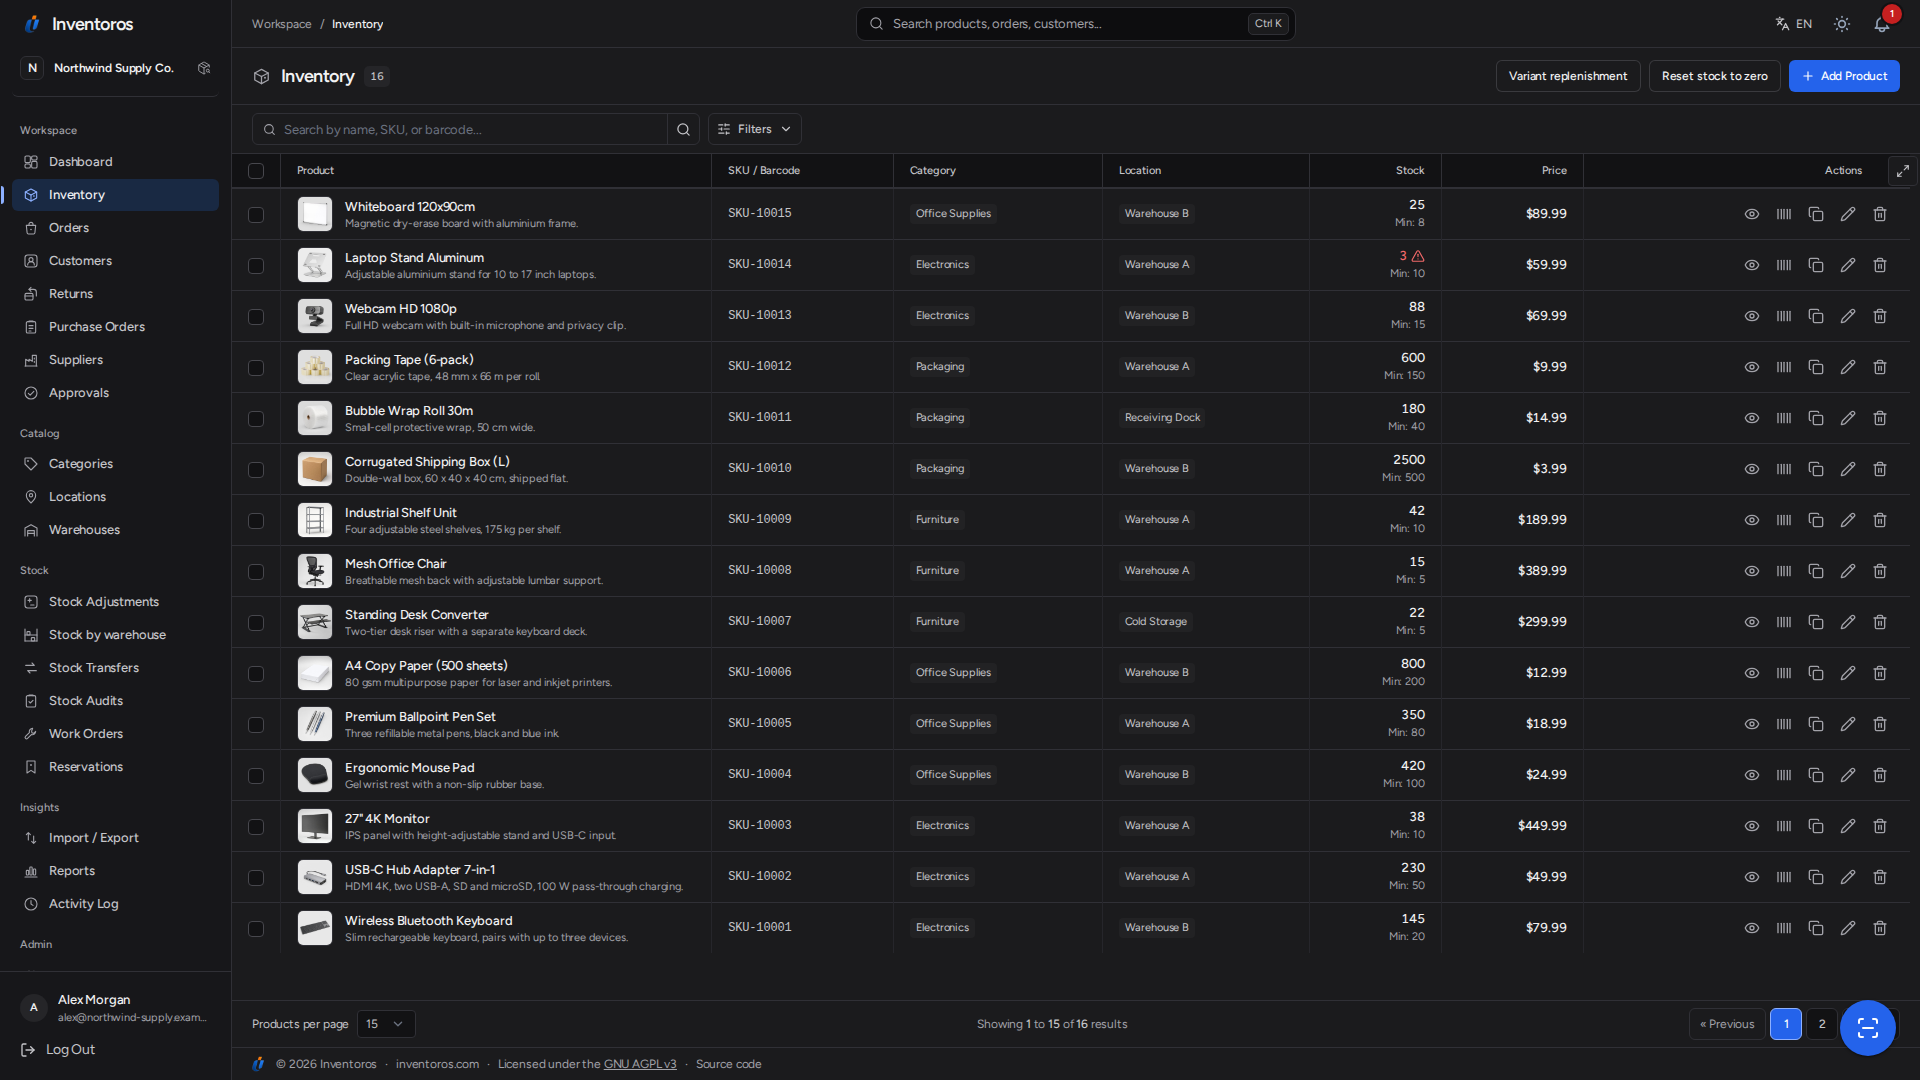 Inventoros
N Northwind Supply Co.
Workspace
Dashboard
Inventory
Orders
Customers
Returns
Purchase Orders
Suppliers
Approvals
Catalog
Categories
Locations
Warehouses
Stock
Stock Adjustments
Stock by warehouse
Stock Transfers
Stock Audits
Work Orders
Reservations
Insights
Import / Export
Reports
Activity Log
Admin
A Alex Morgan
alex@northwind-supply.exam...
Log Out
Workspace / Inventory
Search products, orders, customers... Ctrl K
EN 1
Inventory 16
Variant replenishment Reset stock to zero + Add Product
Search by name, SKU, or barcode... Filters
Product SKU / Barcode Category Location Stock Price Actions
Whiteboard 120x90cm SKU-10015 Office Supplies Warehouse B 25 $89.99
Magnetic dry-erase board with aluminium frame. Min: 8
Laptop Stand Aluminum SKU-10014 Electronics Warehouse A 3 $59.99
Adjustable aluminium stand for 10 to 17 inch laptops. Min: 10
Webcam HD 1080p SKU-10013 Electronics Warehouse B 88 $69.99
Full HD webcam with built-in microphone and privacy clip. Min: 15
Packing Tape (6-pack) SKU-10012 Packaging Warehouse A 600 $9.99
Clear acrylic tape, 48 mm x 66 m per roll. Min: 150
Bubble Wrap Roll 30m SKU-10011 Packaging Receiving Dock 180 $14.99
Small-cell protective wrap, 50 cm wide. Min: 40
Corrugated Shipping Box (L) SKU-10010 Packaging Warehouse B 2500 $3.99
Double-wall box, 60 x 40 x 40 cm, shipped flat. Min: 500
Industrial Shelf Unit SKU-10009 Furniture Warehouse A 42 $189.99
Four adjustable steel shelves, 175 kg per shelf. Min: 10
Mesh Office Chair SKU-10008 Furniture Warehouse A 15 $389.99
Breathable mesh back with adjustable lumbar support. Min: 5
Standing Desk Converter SKU-10007 Furniture Cold Storage 22 $299.99
Two-tier desk riser with a separate keyboard deck. Min: 5
A4 Copy Paper (500 sheets) SKU-10006 Office Supplies Warehouse B 800 $12.99
80 gsm multipurpose paper for laser and inkjet printers. Min: 200
Premium Ballpoint Pen Set SKU-10005 Office Supplies Warehouse A 350 $18.99
Three refillable metal pens, black and blue ink. Min: 80
Ergonomic Mouse Pad SKU-10004 Office Supplies Warehouse B 420 $24.99
Gel wrist rest with a non-slip rubber base. Min: 100
27" 4K Monitor SKU-10003 Electronics Warehouse A 38 $449.99
IPS panel with height-adjustable stand and USB-C input. Min: 10
USB-C Hub Adapter 7-in-1 SKU-10002 Electronics Warehouse A 230 $49.99
HDMI 4K, two USB-A, SD and microSD, 100 W pass-through charging. Min: 50
Wireless Bluetooth Keyboard SKU-10001 Electronics Warehouse B 145 $79.99
Slim rechargeable keyboard, pairs with up to three devices. Min: 20
Products per page 15 Showing 1 to 15 of 16 results « Previous 1 2
© 2026 Inventoros · inventoros.com · Licensed under the GNU AGPL v3 · Source code